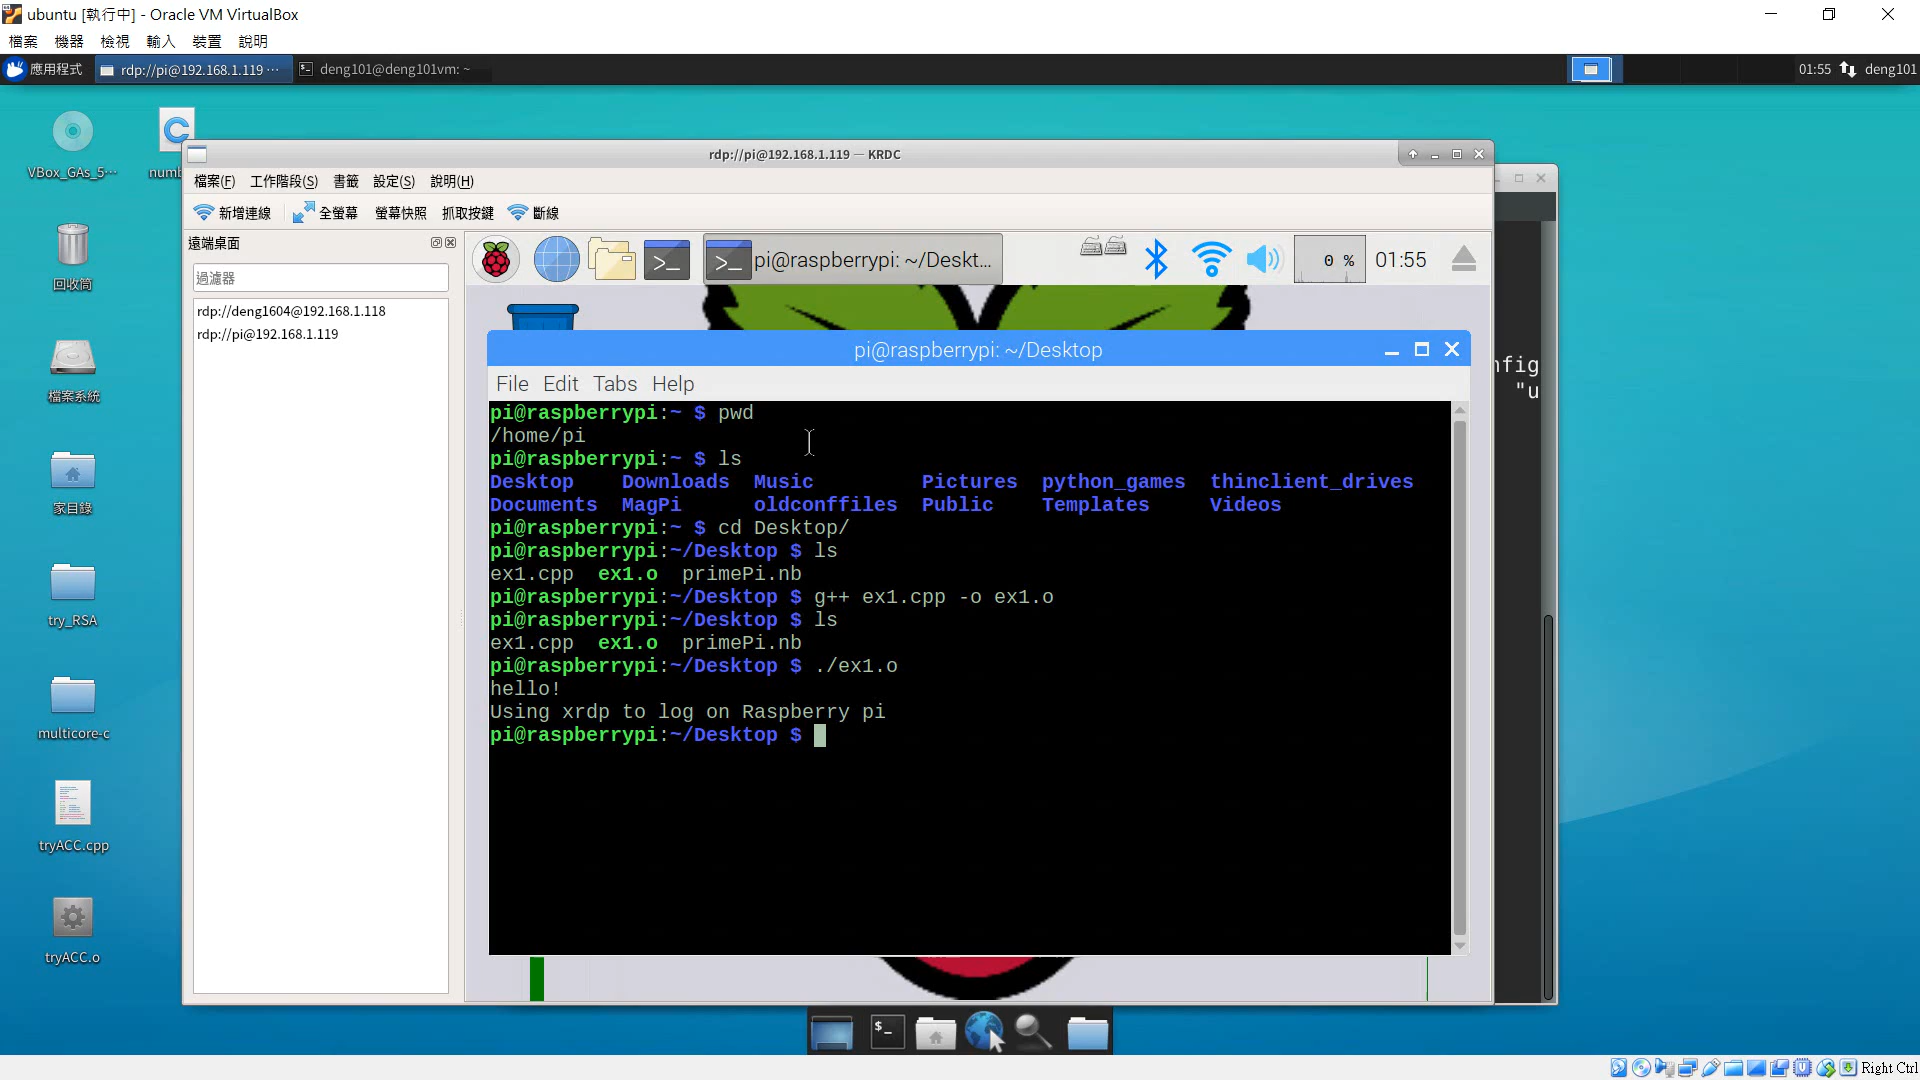 ubuntu [執行中] - Oracle VM VirtualBox
檔案 機器 檢視 輸入 裝置 說明
應用程式 rdp://pi@192.168.1.119 ··· deng101@deng101vm: ~ 01:55 deng101
VBox_GAs_5···
回收筒
檔案系統
家目錄
try_RSA
multicore-c
tryACC.cpp
tryACC.o
rdp://pi@192.168.1.119 — KRDC
檔案(F) 工作階段(S) 書籤 設定(S) 說明(H)
新增連線 全螢幕 螢幕快照 抓取按鍵 斷線
遠端桌面
過濾器
rdp://deng1604@192.168.1.118
rdp://pi@192.168.1.119
pi@raspberrypi: ~/Deskt... 0 % 01:55
pi@raspberrypi: ~/Desktop
File Edit Tabs Help
pi@raspberrypi:~ $ pwd
/home/pi
pi@raspberrypi:~ $ ls
Desktop Downloads Music Pictures python_games thinclient_drives
Documents MagPi oldconffiles Public Templates Videos
pi@raspberrypi:~ $ cd Desktop/
pi@raspberrypi:~/Desktop $ ls
ex1.cpp ex1.o primePi.nb
pi@raspberrypi:~/Desktop $ g++ ex1.cpp -o ex1.o
pi@raspberrypi:~/Desktop $ ls
ex1.cpp ex1.o primePi.nb
pi@raspberrypi:~/Desktop $ ./ex1.o
hello!
Using xrdp to log on Raspberry pi
pi@raspberrypi:~/Desktop $
Right Ctrl